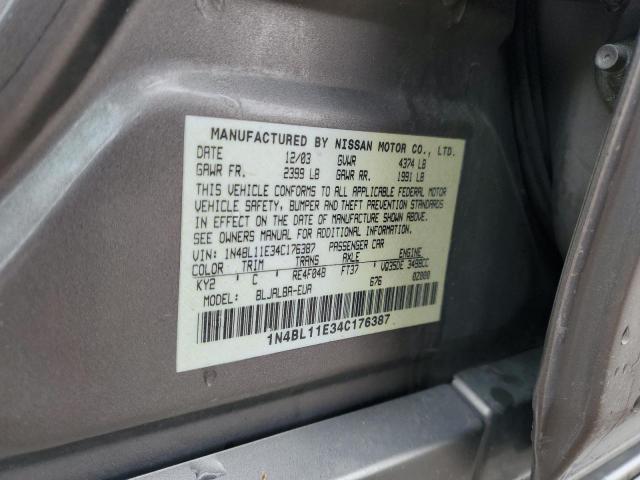 MANUFACTURED BY NISSAN MOTOR CO., LTD.
DATE 12/03 GVWR 4374 LB
GAWR FR. 2399 LB GAWR RR. 1991 LB
THIS VEHICLE CONFORMS TO ALL APPLICABLE FEDERAL MOTOR
VEHICLE SAFETY, BUMPER AND THEFT PREVENTION STANDARDS
IN EFFECT ON THE DATE OF MANUFACTURE SHOWN ABOVE.
SEE OWNERS MANUAL FOR ADDITIONAL INFORMATION.
VIN: 1N4BL11E34C176387 PASSENGER CAR
COLOR TRIM TRANS AXLE ENGINE
KY2 C RE4F04B FT37 VQ35DE 3498CC
MODEL: BLJALBA-EUA 676 02000
1N4BL11E34C176387